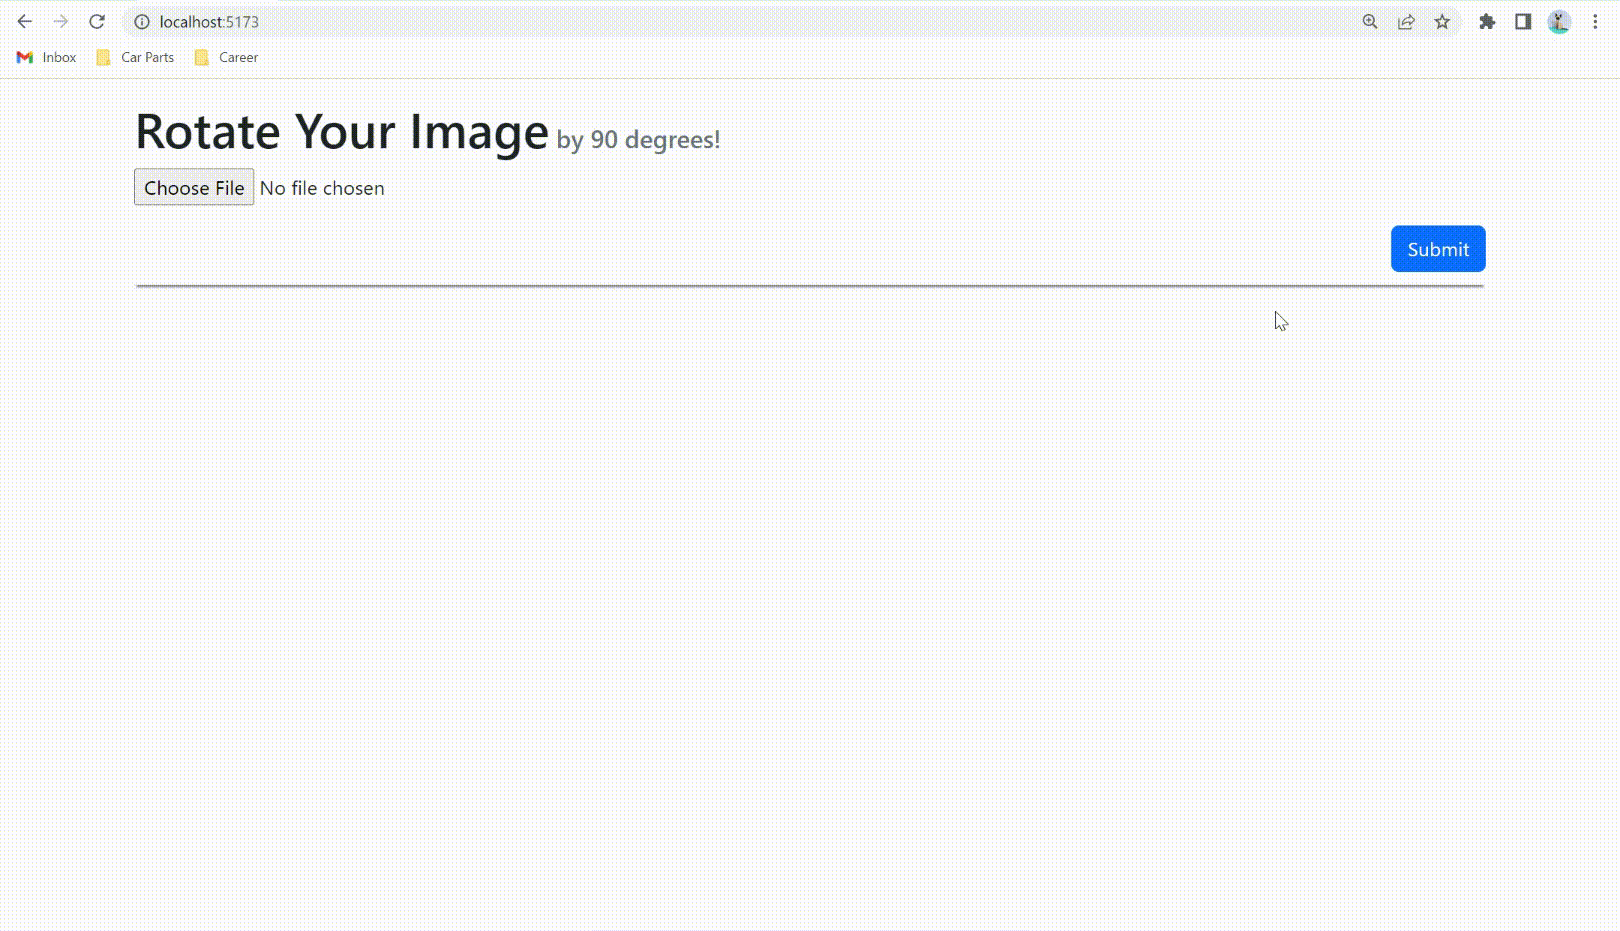 localhost:5173
Inbox Car Parts Career
Rotate Your Image by 90 degrees!
Choose File No file chosen
Submit